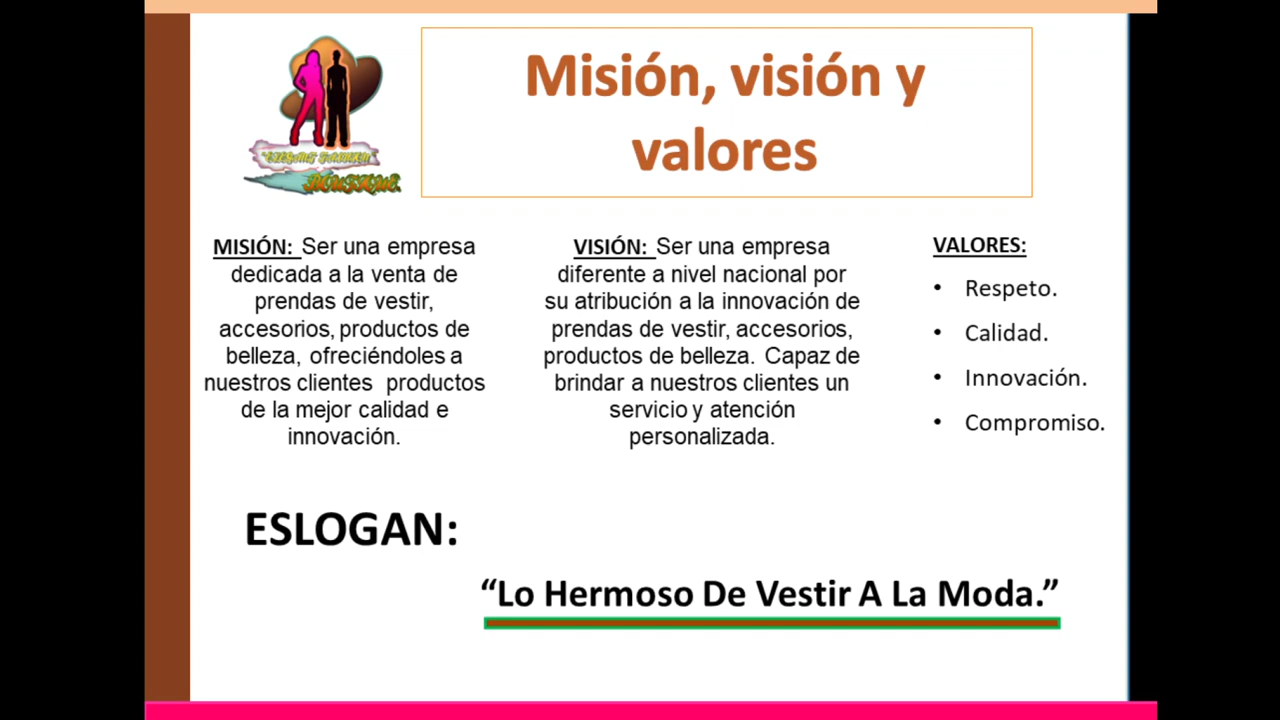 Misión, visión y
valores
MISIÓN: Ser una empresa
dedicada a la venta de
prendas de vestir,
accesorios, productos de
belleza, ofreciéndoles a
nuestros clientes productos
de la mejor calidad e
innovación.
VISIÓN: Ser una empresa
diferente a nivel nacional por
su atribución a la innovación de
prendas de vestir, accesorios,
productos de belleza. Capaz de
brindar a nuestros clientes un
servicio y atención
personalizada.
VALORES:
• Respeto.
• Calidad.
• Innovación.
• Compromiso.
ESLOGAN:
“Lo Hermoso De Vestir A La Moda.”